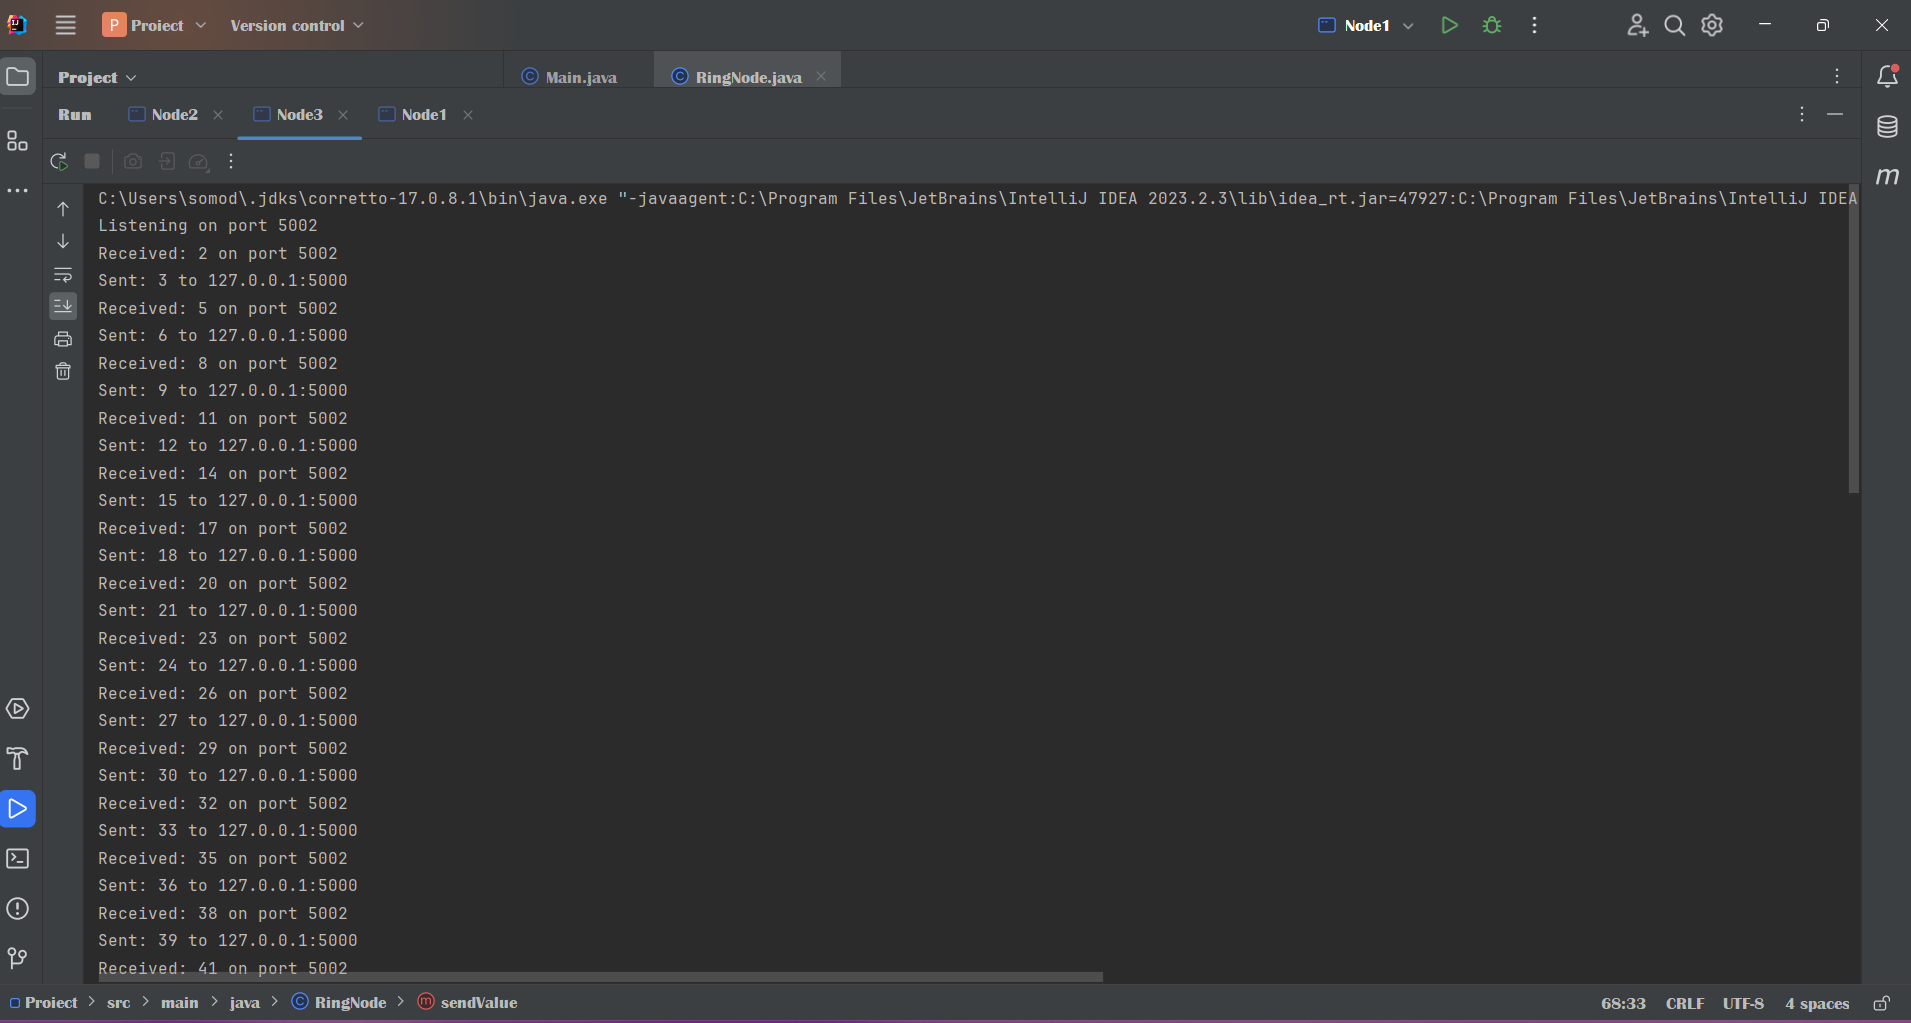 P Project Version control Node1
Project Main.java RingNode.java
Run Node2 Node3 Node1
C:\Users\somod\.jdks\corretto-17.0.8.1\bin\java.exe "-javaagent:C:\Program Files\JetBrains\IntelliJ IDEA 2023.2.3\lib\idea_rt.jar=47927:C:\Program Files\JetBrains\IntelliJ IDEA
Listening on port 5002
Received: 2 on port 5002
Sent: 3 to 127.0.0.1:5000
Received: 5 on port 5002
Sent: 6 to 127.0.0.1:5000
Received: 8 on port 5002
Sent: 9 to 127.0.0.1:5000
Received: 11 on port 5002
Sent: 12 to 127.0.0.1:5000
Received: 14 on port 5002
Sent: 15 to 127.0.0.1:5000
Received: 17 on port 5002
Sent: 18 to 127.0.0.1:5000
Received: 20 on port 5002
Sent: 21 to 127.0.0.1:5000
Received: 23 on port 5002
Sent: 24 to 127.0.0.1:5000
Received: 26 on port 5002
Sent: 27 to 127.0.0.1:5000
Received: 29 on port 5002
Sent: 30 to 127.0.0.1:5000
Received: 32 on port 5002
Sent: 33 to 127.0.0.1:5000
Received: 35 on port 5002
Sent: 36 to 127.0.0.1:5000
Received: 38 on port 5002
Sent: 39 to 127.0.0.1:5000
Received: 41 on port 5002
Project > src > main > java > RingNode > sendValue 68:33 CRLF UTF-8 4 spaces